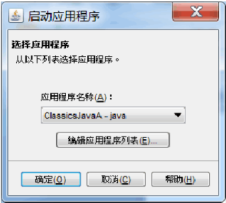 启动应用程序
选择应用程序
从以下列表选择应用程序。
应用程序名称(A)：
ClassicsJavaA - java
编辑应用程序列表(E)...
确定(O)
取消(C)
帮助(H)